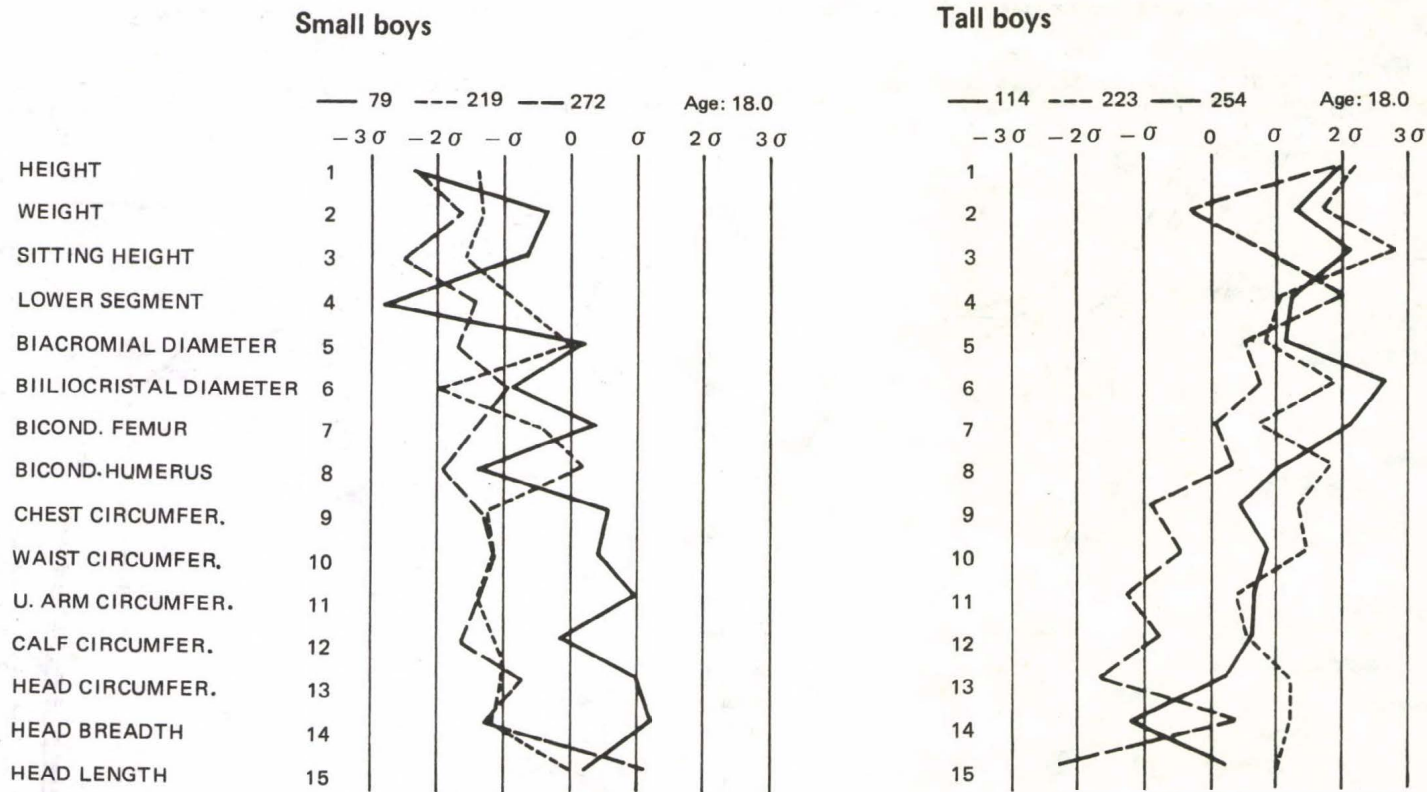 Small boys
Tall boys
79 219 272 Age: 18.0
114 223 254 Age: 18.0
−3σ −2σ −σ 0 σ 2σ 3σ
−3σ −2σ −σ 0 σ 2σ 3σ
HEIGHT 1 1
WEIGHT 2 2
SITTING HEIGHT 3 3
LOWER SEGMENT 4 4
BIACROMIAL DIAMETER 5 5
BIILIOCRISTAL DIAMETER 6 6
BICOND. FEMUR 7 7
BICOND.HUMERUS 8 8
CHEST CIRCUMFER. 9 9
WAIST CIRCUMFER. 10 10
U. ARM CIRCUMFER. 11 11
CALF CIRCUMFER. 12 12
HEAD CIRCUMFER. 13 13
HEAD BREADTH 14 14
HEAD LENGTH 15 15